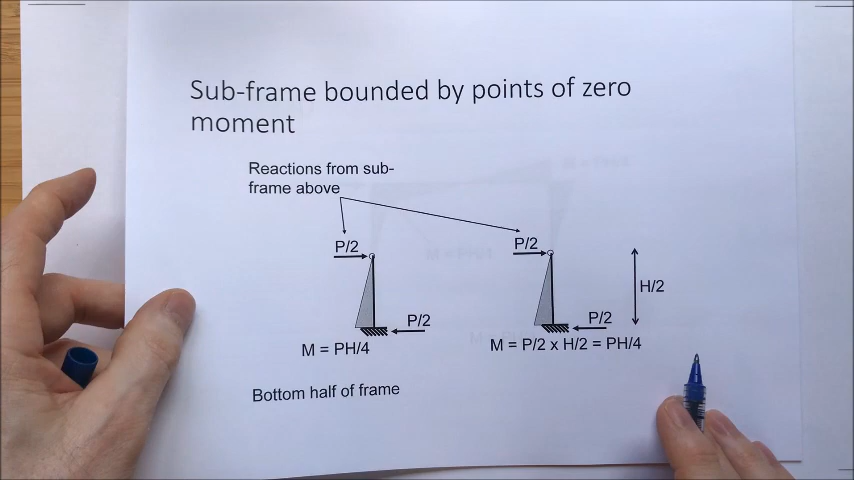 Sub-frame bounded by points of zero
moment
Reactions from sub-
frame above
P/2
P/2
H/2
P/2
P/2
M = PH/4
M = P/2 x H/2 = PH/4
Bottom half of frame